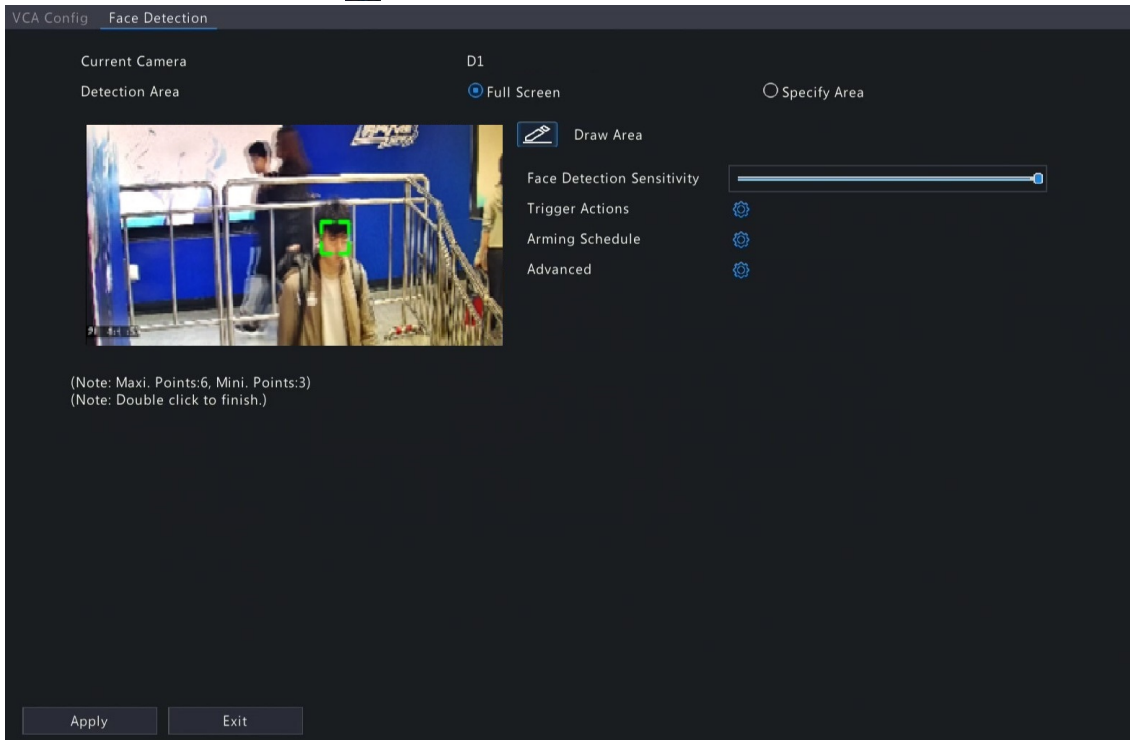 VCA Config Face Detection
Current Camera D1
Detection Area Full Screen Specify Area
Draw Area
Face Detection Sensitivity
Trigger Actions
Arming Schedule
Advanced
(Note: Maxi. Points:6, Mini. Points:3)
(Note: Double click to finish.)
Apply Exit